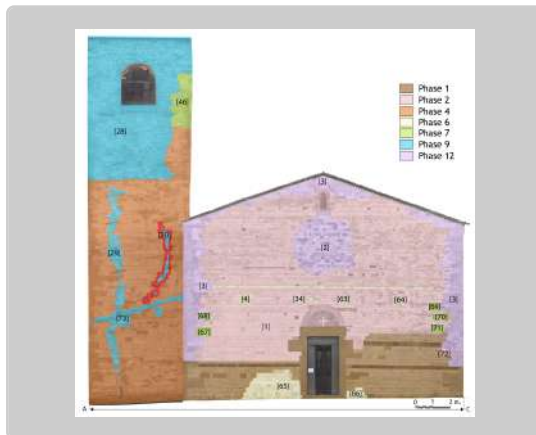 Phase 1
Phase 2
Phase 4
Phase 6
Phase 7
Phase 9
Phase 12
[46]
[28]
[3]
[2]
[29]
[3]
[4]
[34]
[63]
[64]
[69]
[3]
[68]
[70]
[73]
[67]
[1]
[71]
[72]
[65]
[66]
A
0 1 2 m.
C